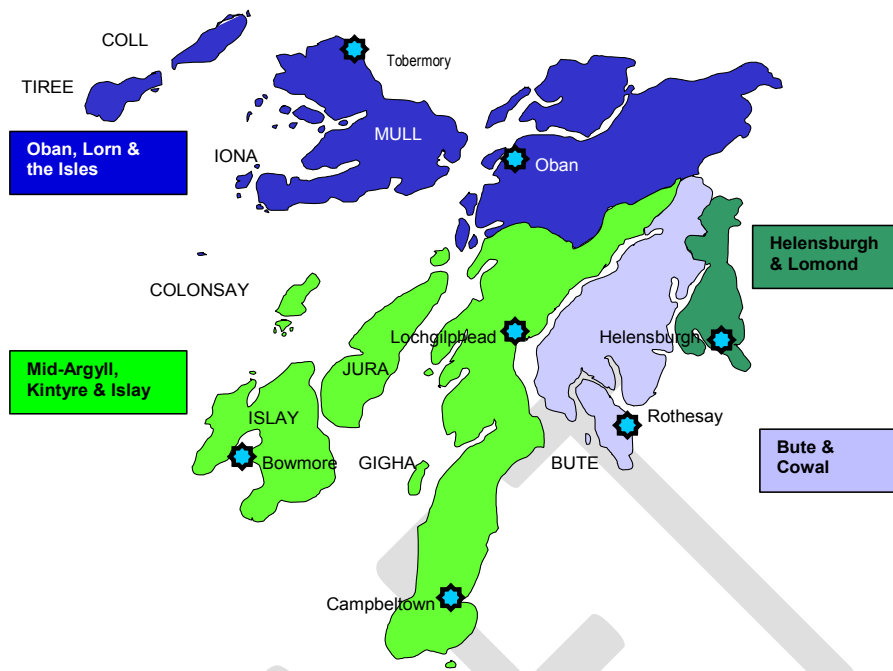 COLL
Tobermory
TIREE
MULL
Oban, Lorn &
the Isles
IONA
Oban
Helensburgh
& Lomond
COLONSAY
Lochgilphead
Helensburgh
Mid-Argyll,
Kintyre & Islay
JURA
ISLAY
Rothesay
Bowmore
GIGHA
BUTE
Bute &
Cowal
Campbeltown